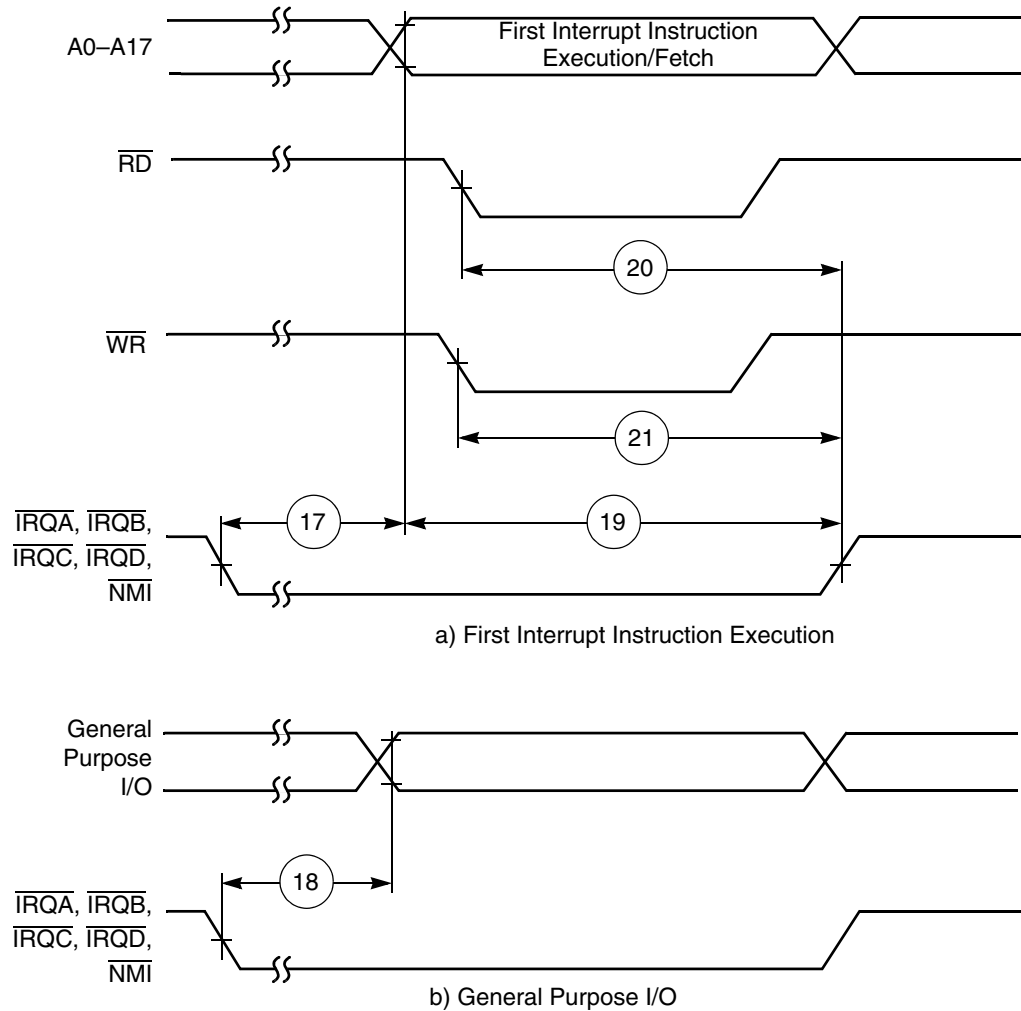 A0–A17
First Interrupt Instruction
Execution/Fetch
RD
20
WR
21
IRQA, IRQB,
IRQC, IRQD,
NMI
17
19
a) First Interrupt Instruction Execution
General
Purpose
I/O
18
IRQA, IRQB,
IRQC, IRQD,
NMI
b) General Purpose I/O